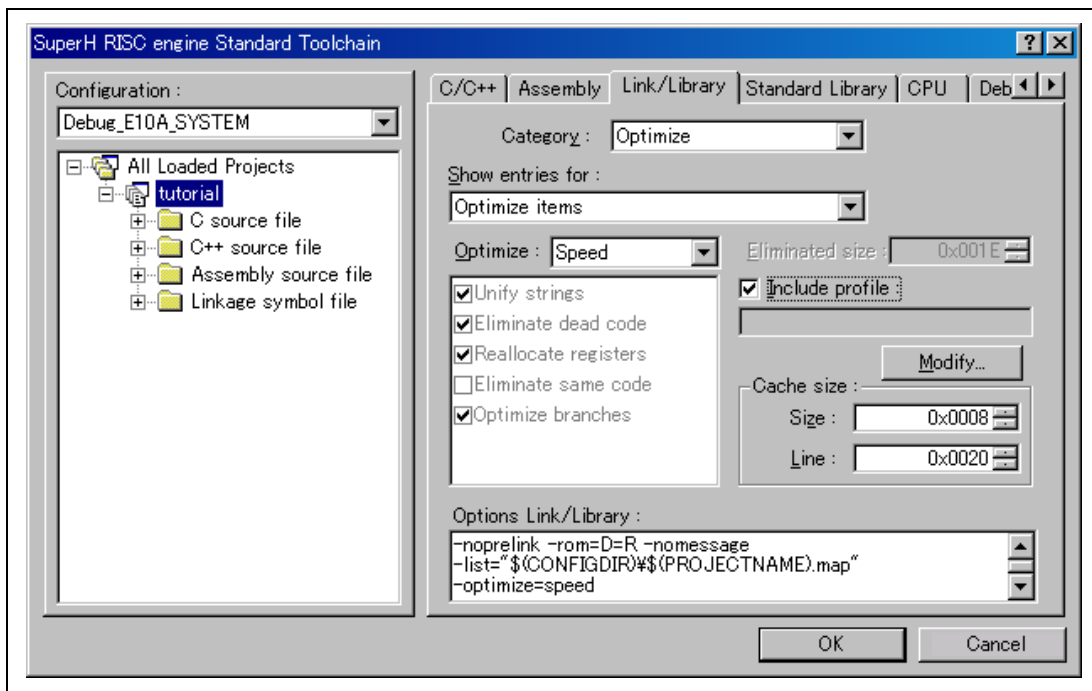 SuperH RISC engine Standard Toolchain
Configuration :
Debug_E10A_SYSTEM
All Loaded Projects
tutorial
C source file
C++ source file
Assembly source file
Linkage symbol file
C/C++ Assembly Link/Library Standard Library CPU Deb
Category : Optimize
Show entries for :
Optimize items
Optimize : Speed
Eliminated size : 0x001E
Unify strings
Eliminate dead code
Reallocate registers
Eliminate same code
Optimize branches
Include profile :
Modify...
Cache size :
Size : 0x0008
Line : 0x0020
Options Link/Library :
-noprelink -rom=D=R -nomessage
-list="$(CONFIGDIR)¥$(PROJECTNAME).map"
-optimize=speed
OK Cancel